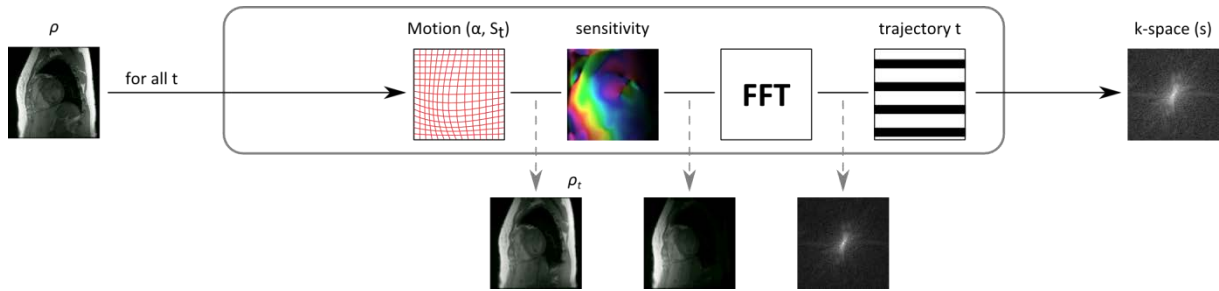 ρ
for all t
Motion (α, St)
sensitivity
FFT
trajectory t
k-space (s)
ρt